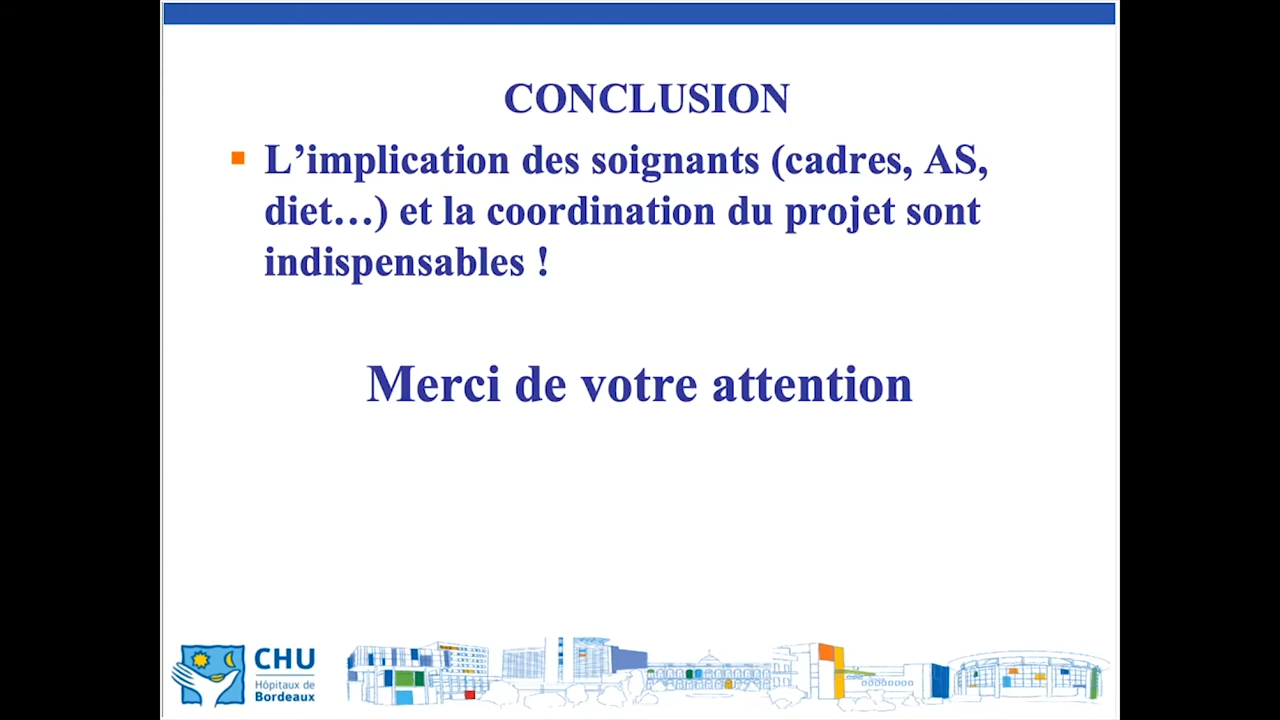 CONCLUSION
L’implication des soignants (cadres, AS,
diet…) et la coordination du projet sont
indispensables !
Merci de votre attention
CHU
Hôpitaux de
Bordeaux